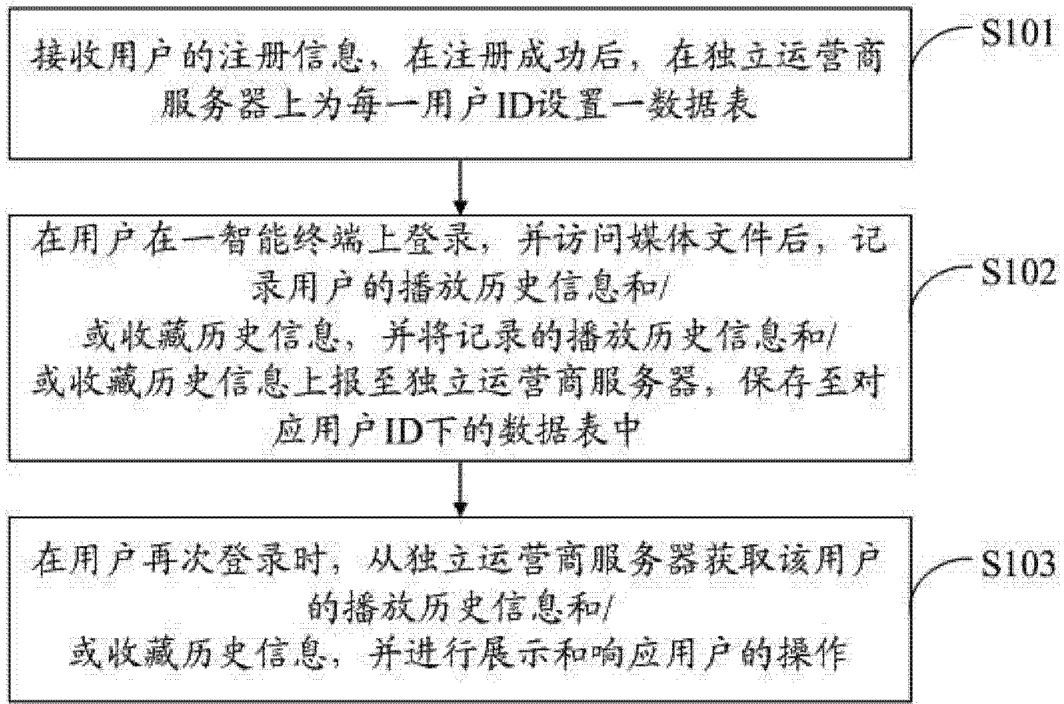 接收用户的注册信息，在注册成功后，在独立运营商
服务器上为每一用户ID设置一数据表
S101
在用户在一智能终端上登录，并访问媒体文件后，记
录用户的播放历史信息和/
或收藏历史信息，并将记录的播放历史信息和/
或收藏历史信息上报至独立运营商服务器，保存至对
应用户ID下的数据表中
S102
在用户再次登录时，从独立运营商服务器获取该用户
的播放历史信息和/
或收藏历史信息，并进行展示和响应用户的操作
S103